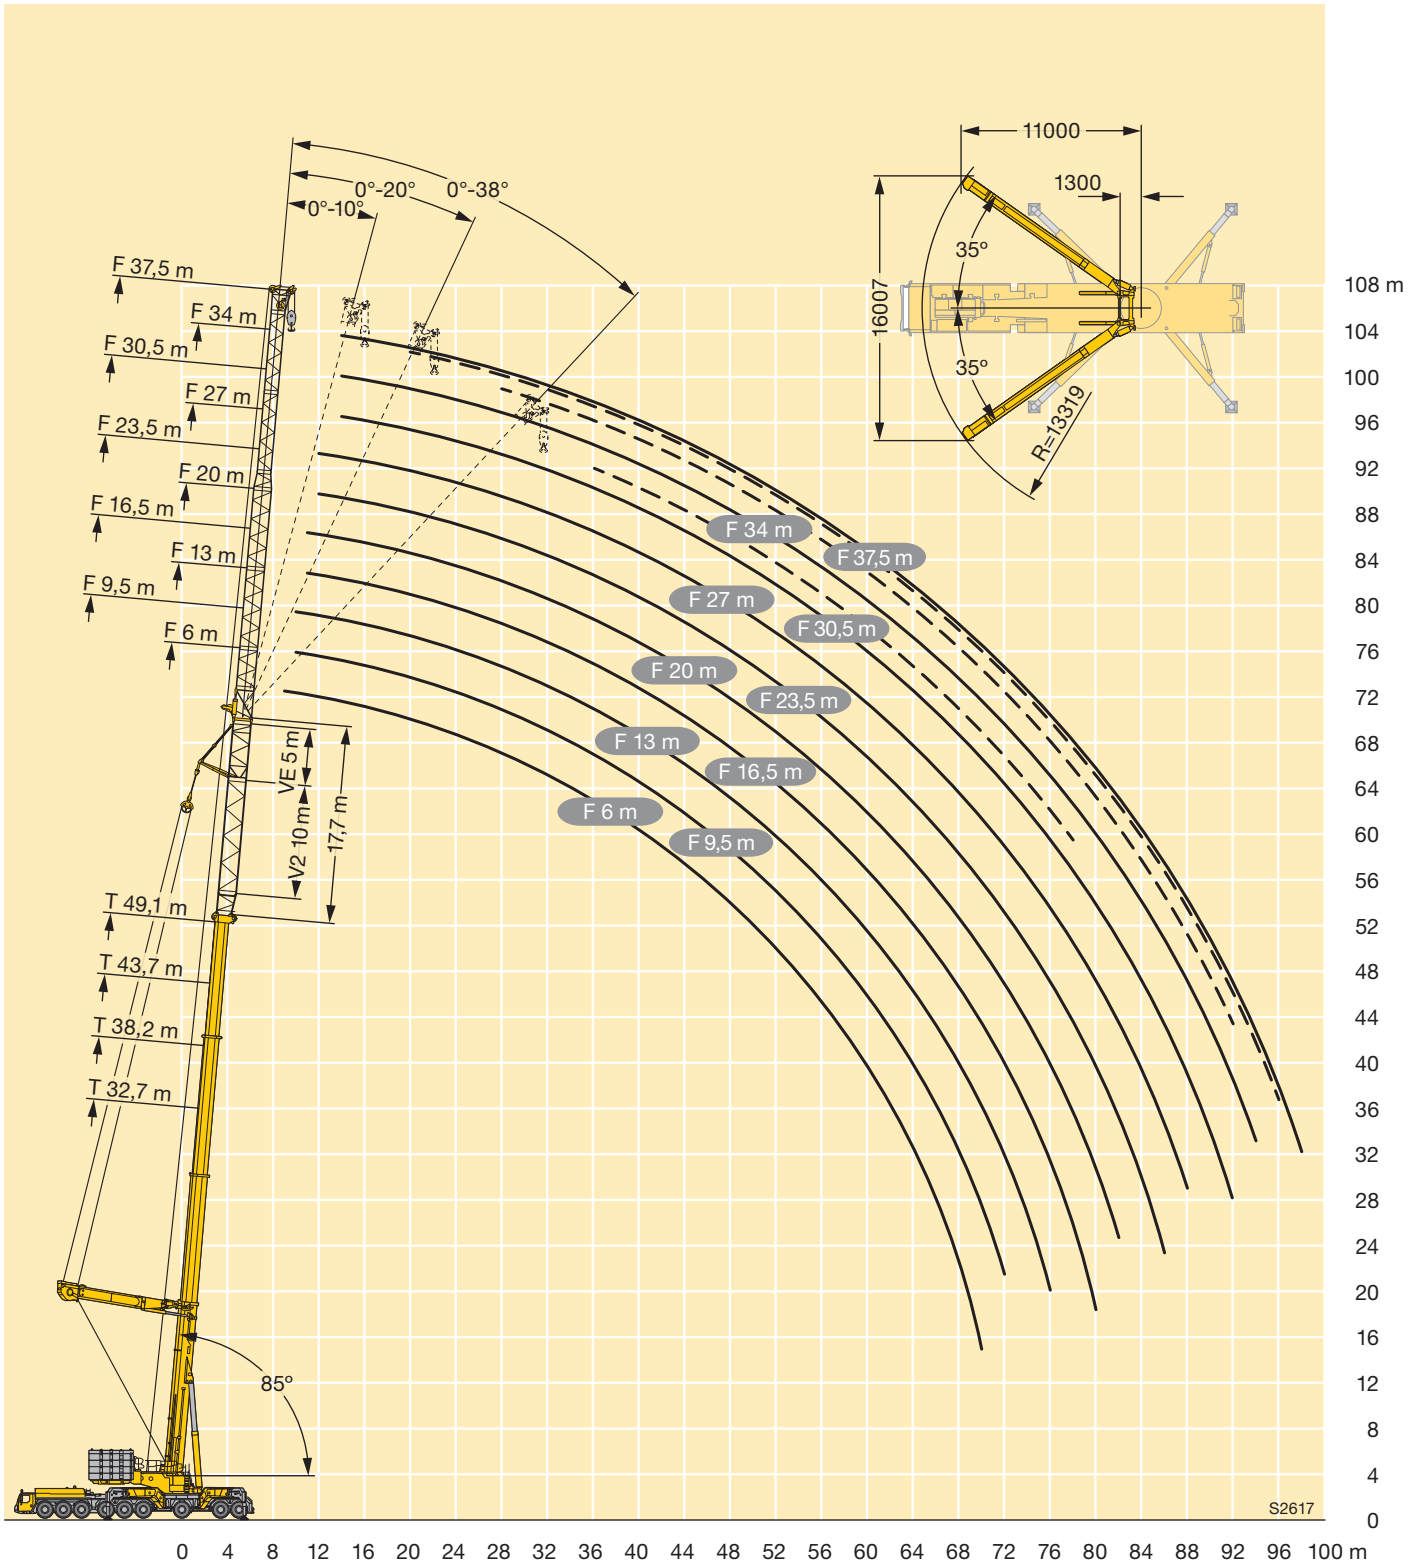 11000
1300
0°-20°
0°-38°
0°-10°
35°
16007
35°
R=13319
F 37,5 m
F 34 m
F 30,5 m
F 27 m
F 23,5 m
F 20 m
F 16,5 m
F 13 m
F 9,5 m
F 6 m
VE 5 m
V2 10 m
17,7 m
T 49,1 m
T 43,7 m
T 38,2 m
T 32,7 m
85°
F 34 m
F 37,5 m
F 27 m
F 30,5 m
F 20 m
F 23,5 m
F 13 m
F 16,5 m
F 6 m
F 9,5 m
108 m
104
100
96
92
88
84
80
76
72
68
64
60
56
52
48
44
40
36
32
28
24
20
16
12
8
4
0
S2617
0 4 8 12 16 20 24 28 32 36 40 44 48 52 56 60 64 68 72 76 80 84 88 92 96 100 m